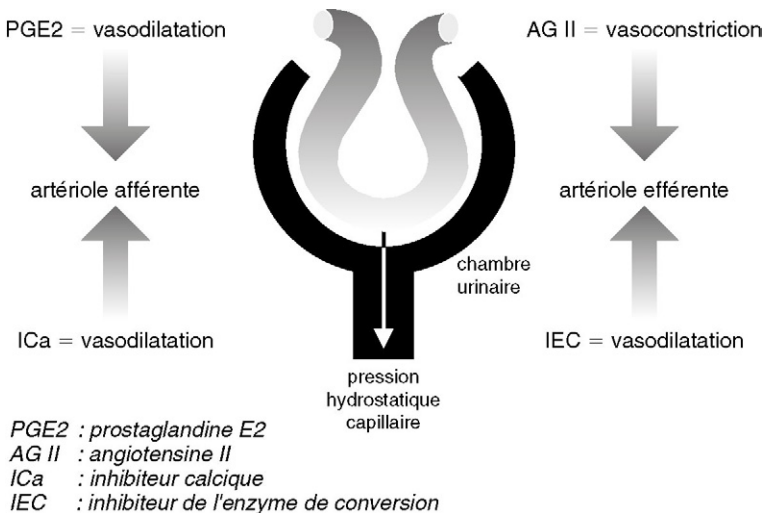 PGE2 = vasodilatation
AG II = vasoconstriction
artériole afférente
artériole efférente
chambre
urinaire
ICa = vasodilatation
IEC = vasodilatation
pression
hydrostatique
capillaire
PGE2 : prostaglandine E2
AG II : angiotensine II
ICa : inhibiteur calcique
IEC : inhibiteur de l'enzyme de conversion